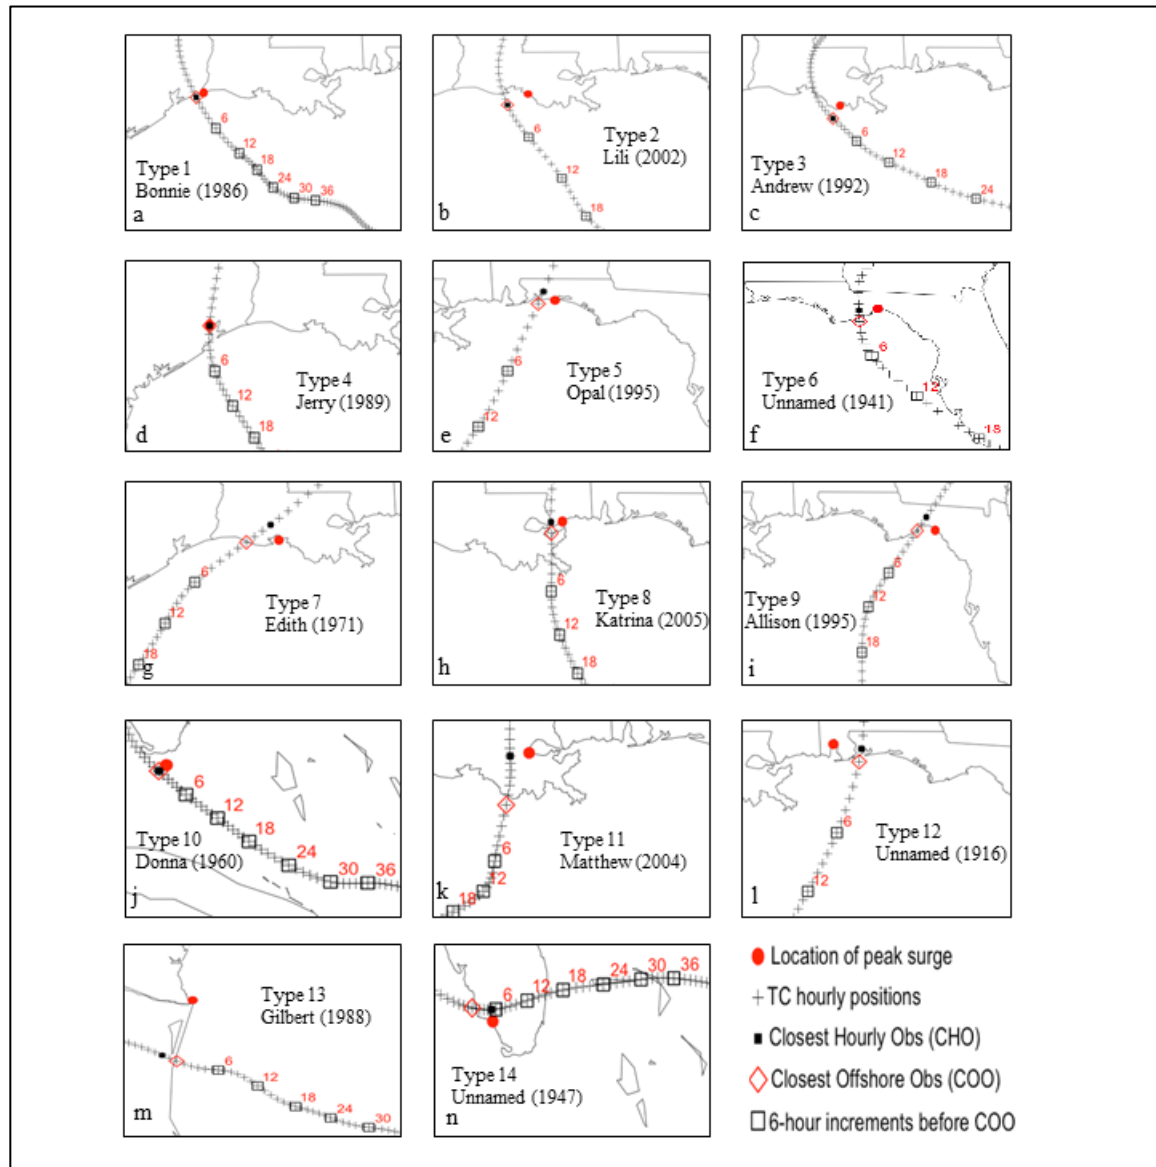 6
12
18
24
30
36
Type 1
Bonnie (1986)
a
6
12
18
Type 2
Lili (2002)
b
6
12
18
24
Type 3
Andrew (1992)
c
6
12
18
Type 4
Jerry (1989)
d
6
12
Type 5
Opal (1995)
e
6
12
18
Type 6
Unnamed (1941)
f
6
12
18
Type 7
Edith (1971)
g
6
12
18
Type 8
Katrina (2005)
h
6
12
18
Type 9
Allison (1995)
i
6
12
18
24
30
36
Type 10
Donna (1960)
j
6
12
18
Type 11
Matthew (2004)
k
6
12
Type 12
Unnamed (1916)
l
6
12
18
24
30
Type 13
Gilbert (1988)
m
6
12
18
24
30
36
Type 14
Unnamed (1947)
n
Location of peak surge
TC hourly positions
Closest Hourly Obs (CHO)
Closest Offshore Obs (COO)
6-hour increments before COO